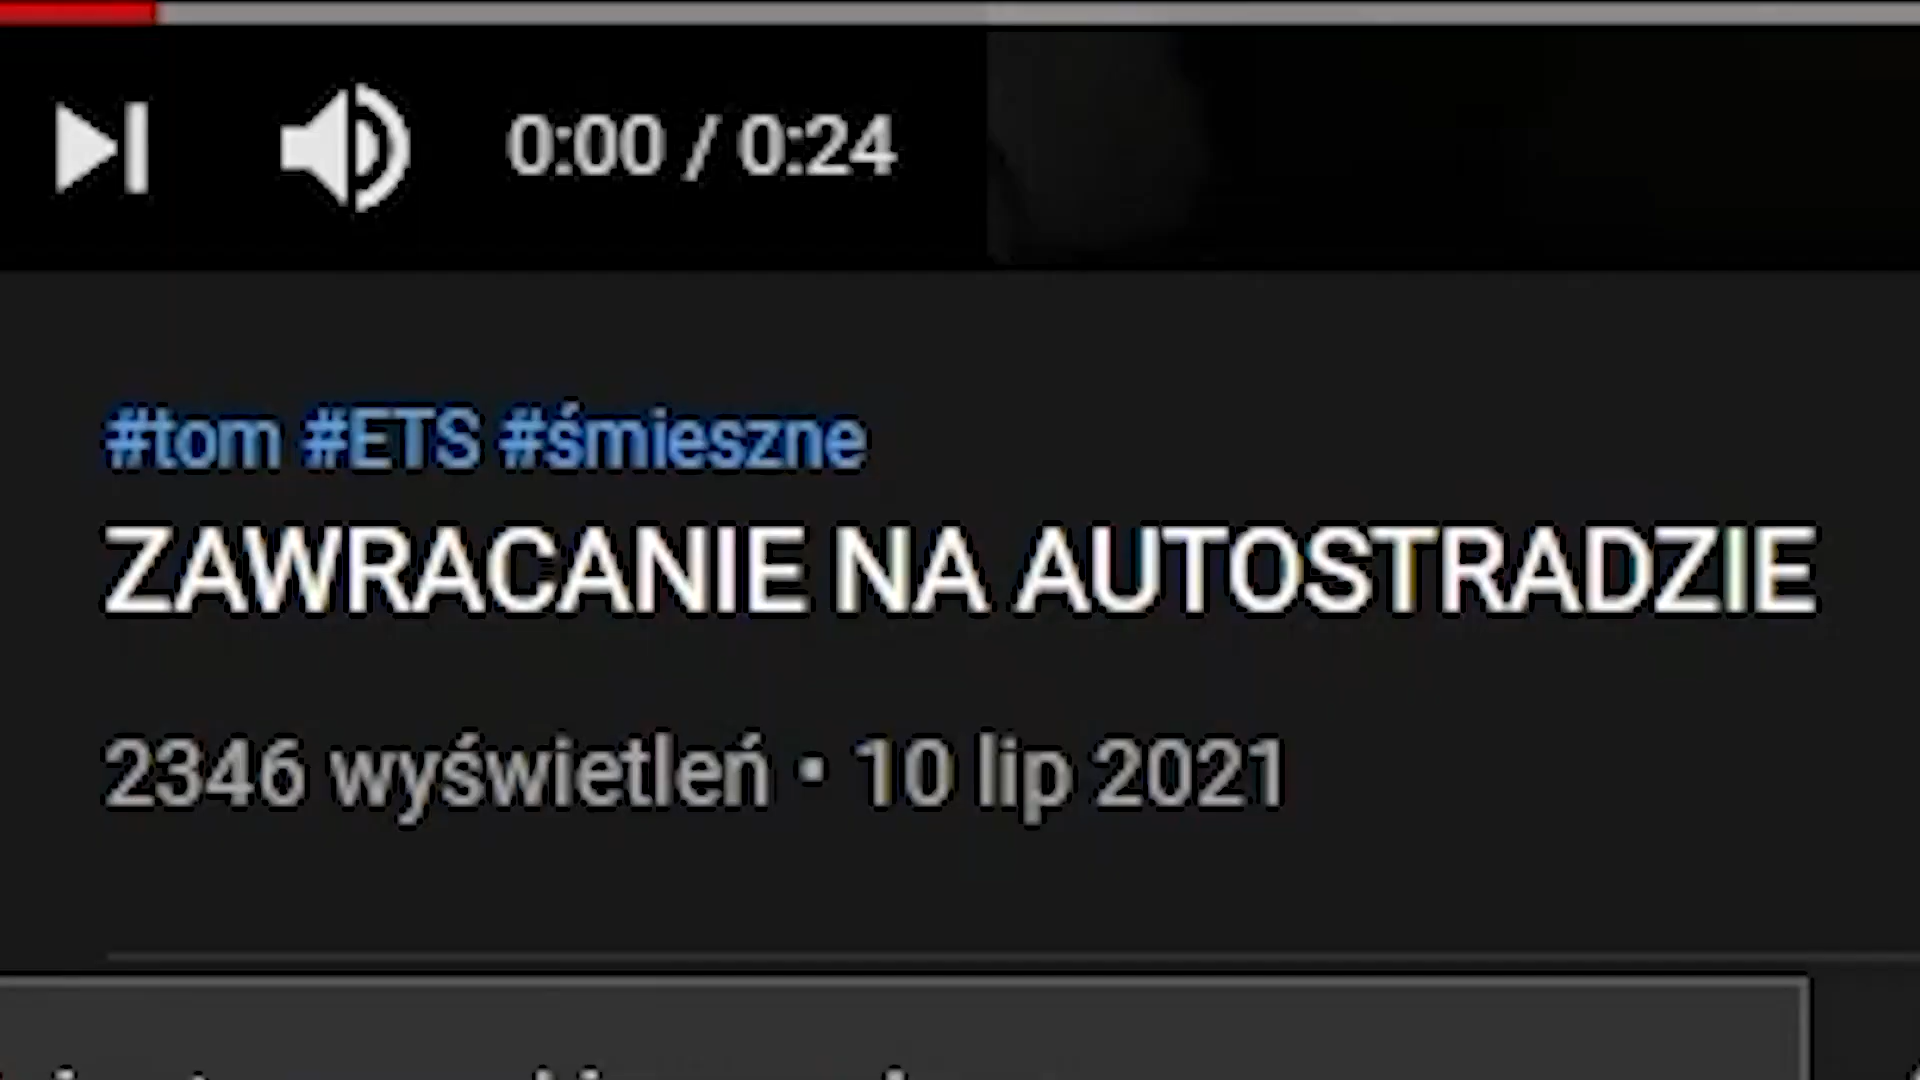 0:00 / 0:24
#tom #ETS #śmieszne
ZAWRACANIE NA AUTOSTRADZIE
2346 wyświetleń • 10 lip 2021